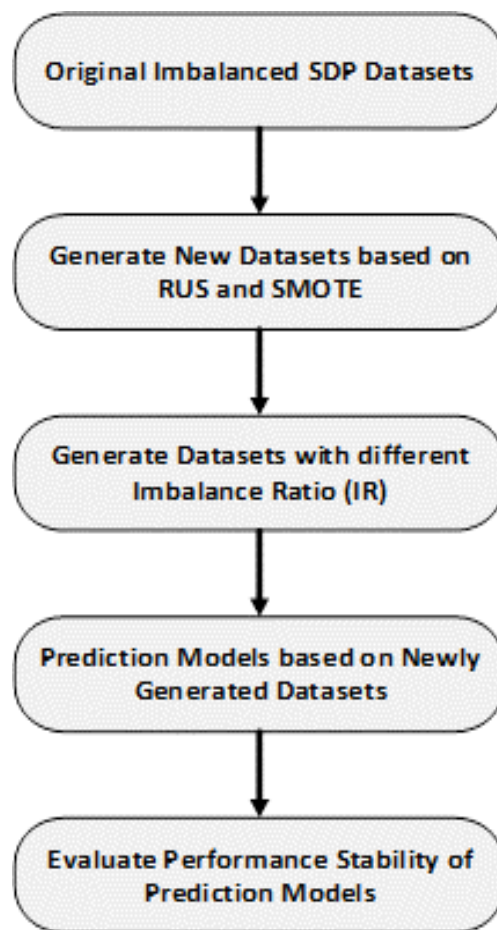 Original Imbalanced SDP Datasets
Generate New Datasets based on
RUS and SMOTE
Generate Datasets with different
Imbalance Ratio (IR)
Prediction Models based on Newly
Generated Datasets
Evaluate Performance Stability of
Prediction Models